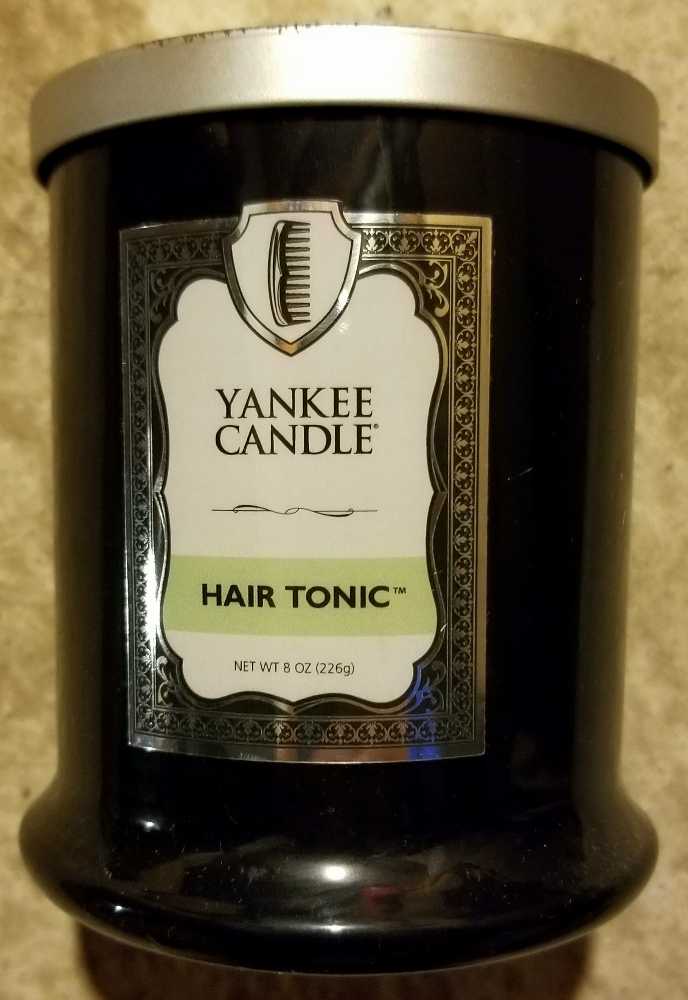 YANKEE
CANDLE®
HAIR TONIC™
NET WT 8 OZ (226g)